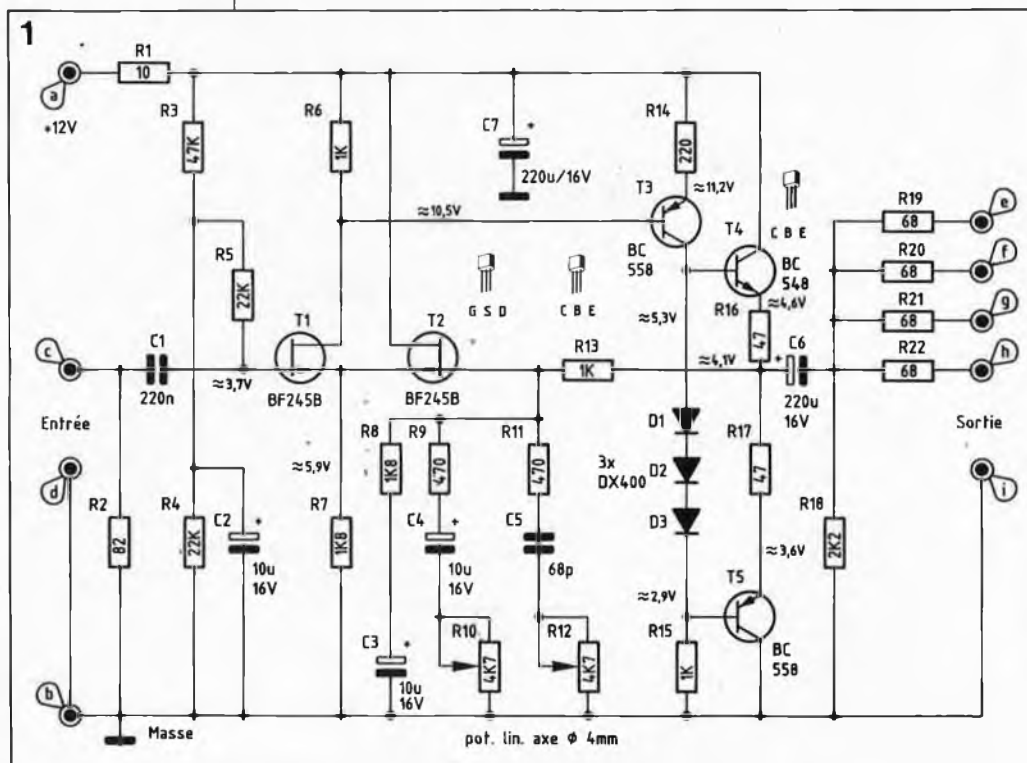 1
a
+12V
R1
10
R3
47K
R6
1K
C7
+
220u/16V
R14
220
≈11,2V
T3
BC
558
≈10,5V
T4
BC
548
C B E
R19
68
e
R20
68
f
R21
68
g
R22
68
h
R5
22K
T1
BF245B
T2
BF245B
G S D
C B E
≈5,3V
R16
47
≈4,6V
c
C1
220n
≈3,7V
R13
1K
≈4,1V
+
C6
220u
16V
Entrée
Sortie
d
i
R2
82
R4
22K
C2
+
10u
16V
≈5,9V
R7
1K8
R8
1K8
R9
470
R11
470
C4
+
10u
16V
C5
68p
D1
3x
DX400
D2
D3
R17
47
R18
2K2
≈3,6V
T5
BC
558
≈2,9V
R15
1K
C3
+
10u
16V
R10
4K7
R12
4K7
b
Masse
pot. lin. axe ϕ 4mm